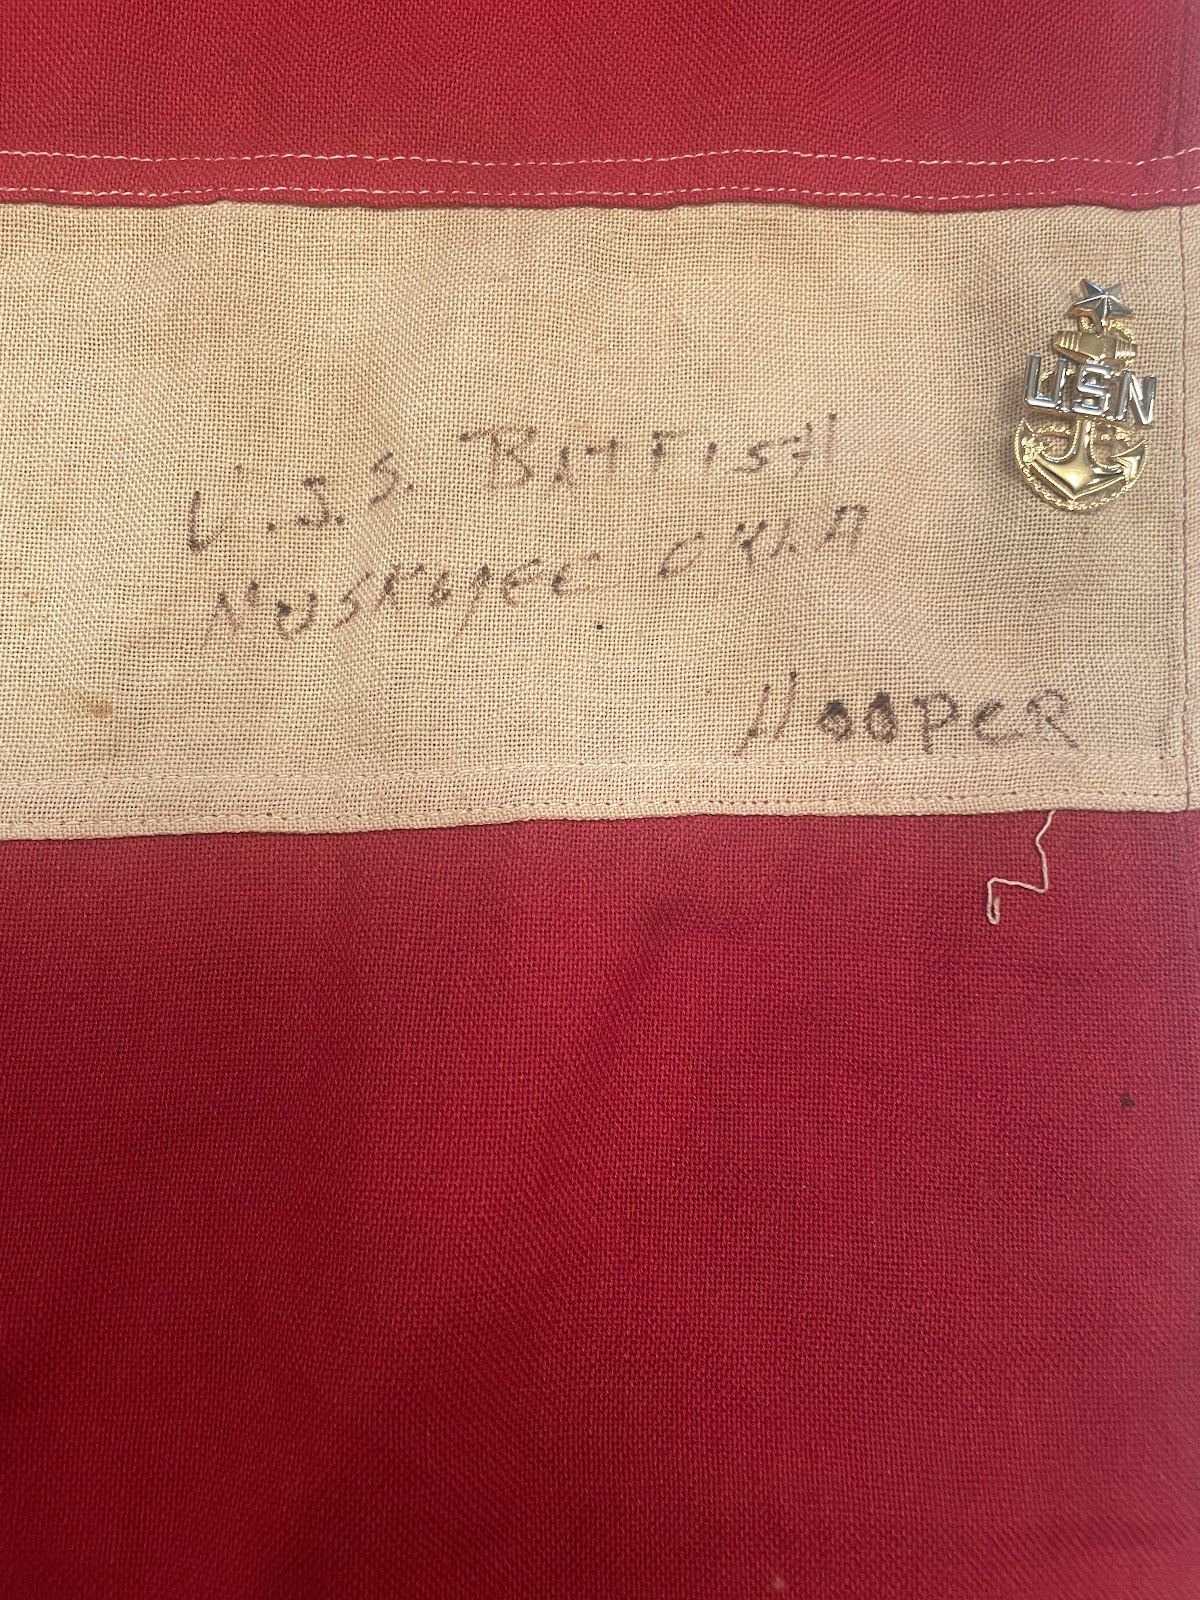 USN
U.S.S. BATFISH
MUSKOGEE OKLA
HOOPER